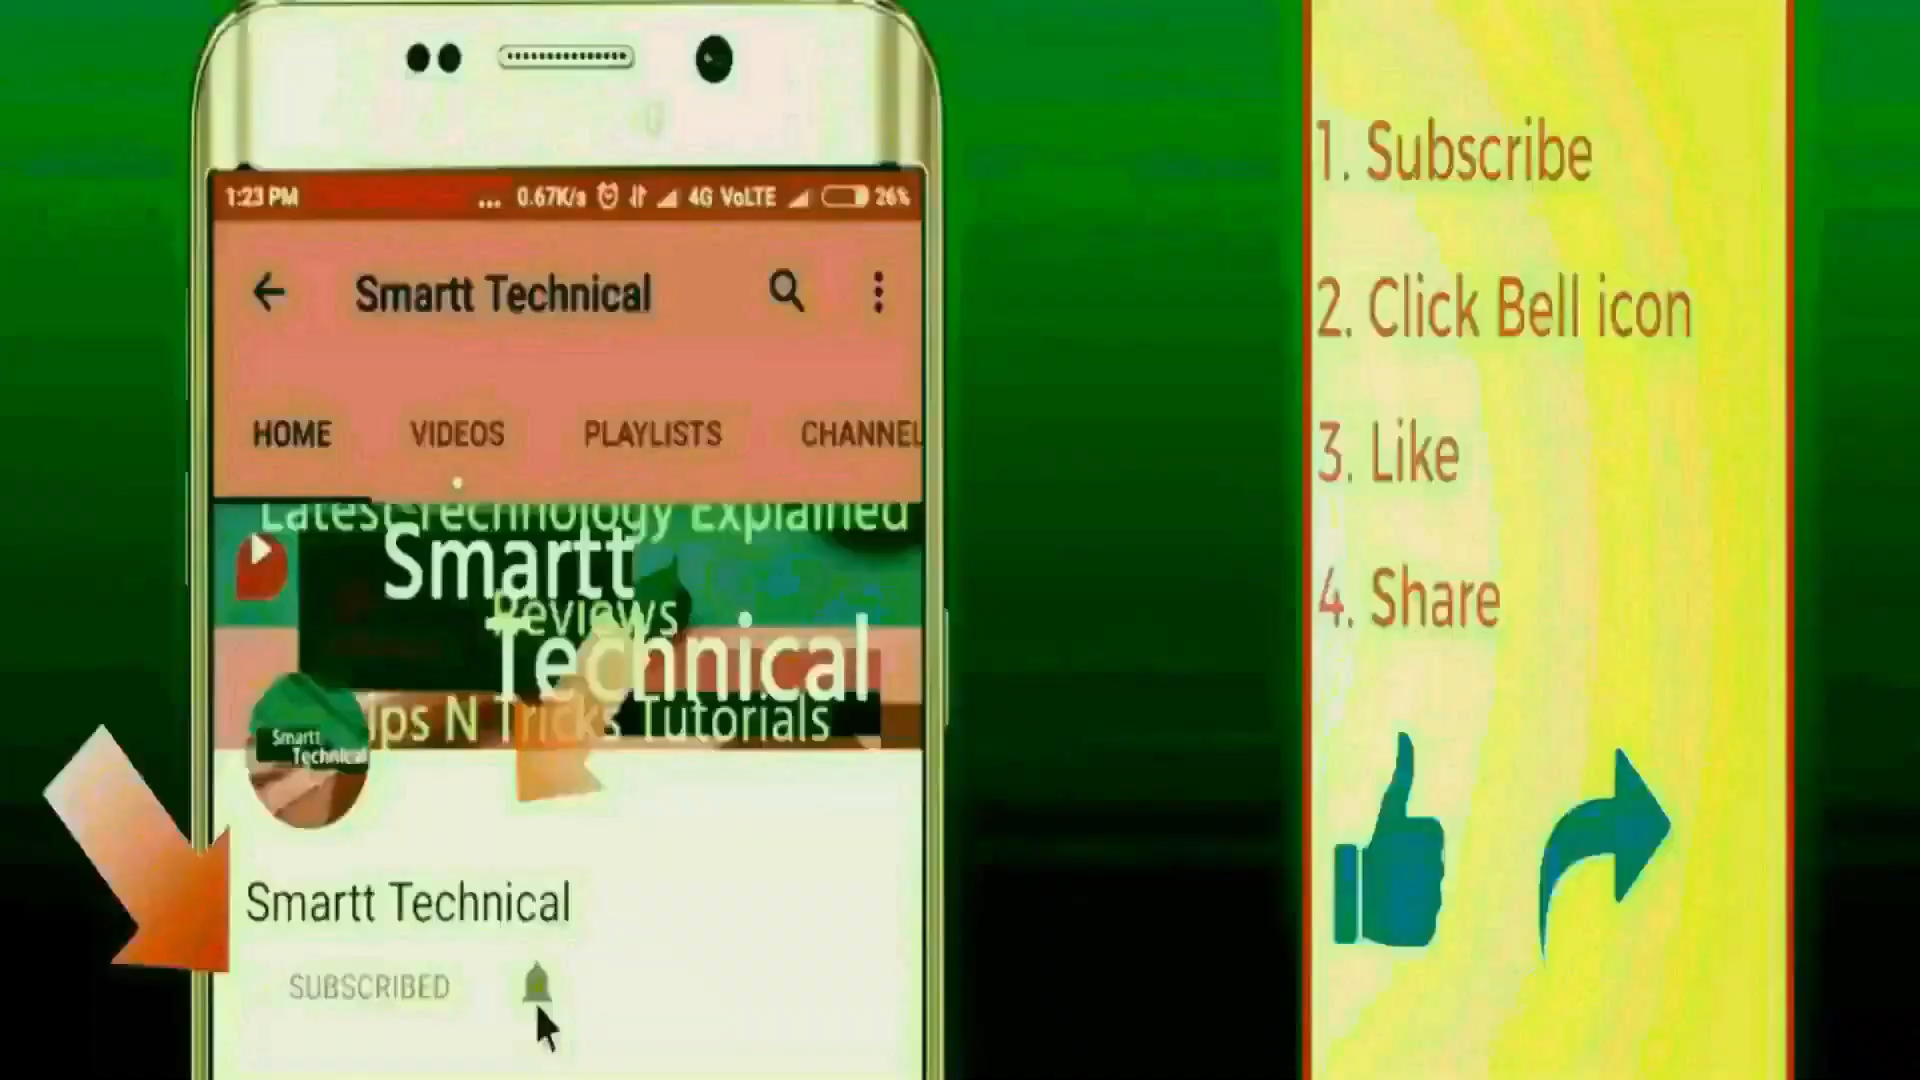 1:23 PM ... 0.67K/s 4G VoLTE 26%
Smartt Technical
HOME VIDEOS PLAYLISTS CHANNEL
Latest Technology Explained
Smartt
Reviews
Technical
ips N Tricks Tutorials
Smartt
Technical
Smartt Technical
SUBSCRIBED
1. Subscribe
2. Click Bell icon
3. Like
4. Share